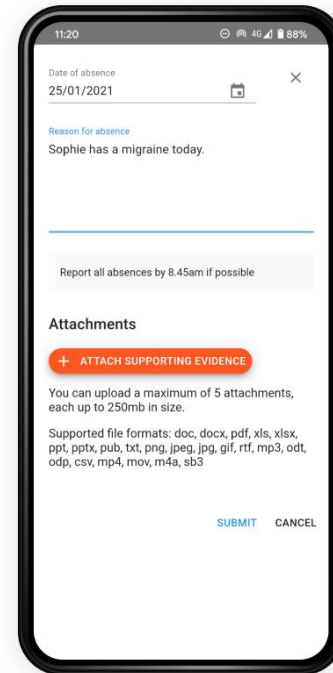 11:20 4G 88%
Date of absence
25/01/2021
Reason for absence
Sophie has a migraine today.
Report all absences by 8.45am if possible
Attachments
+ ATTACH SUPPORTING EVIDENCE
You can upload a maximum of 5 attachments,
each up to 250mb in size.
Supported file formats: doc, docx, pdf, xls, xlsx,
ppt, pptx, pub, txt, png, jpeg, jpg, gif, rtf, mp3, odt,
odp, csv, mp4, mov, m4a, sb3
SUBMIT CANCEL